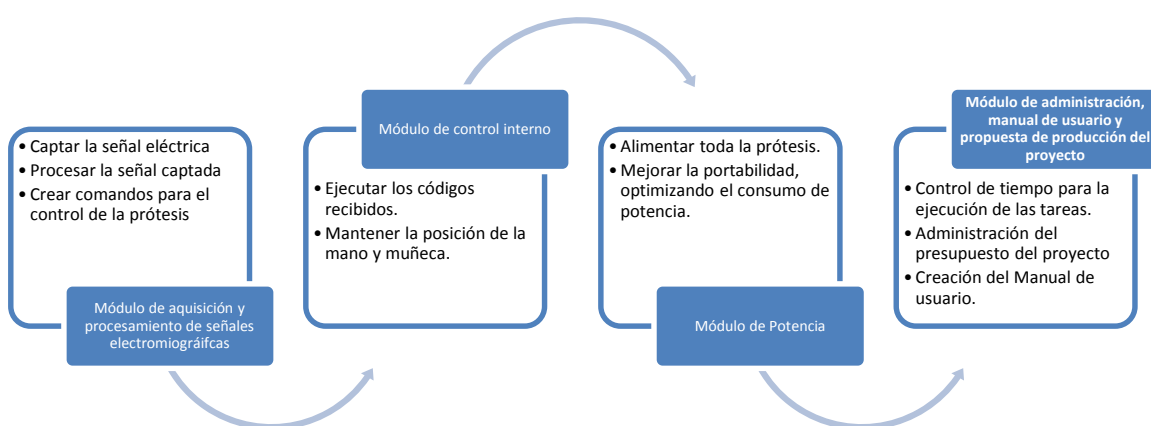 • Captar la señal eléctrica
• Procesar la señal captada
• Crear comandos para el
control de la prótesis
Módulo de aquisición y
procesamiento de señales
electromiográifcas
Módulo de control interno
• Ejecutar los códigos
recibidos.
• Mantener la posición de la
mano y muñeca.
• Alimentar toda la prótesis.
• Mejorar la portabilidad,
optimizando el consumo de
potencia.
Módulo de Potencia
Módulo de administración,
manual de usuario y
propuesta de producción del
proyecto
• Control de tiempo para la
ejecución de las tareas.
• Administración del
presupuesto del proyecto
• Creación del Manual de
usuario.